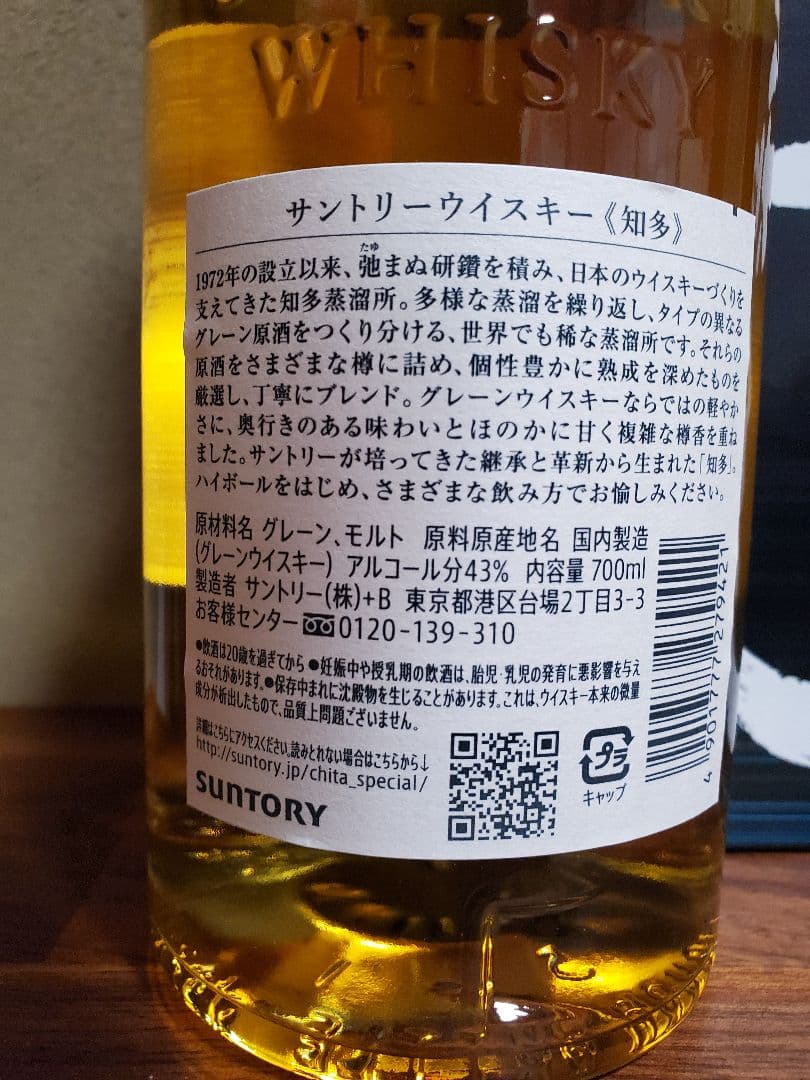 WHISKY
サントリーウイスキー《知多》
たゆ
1972年の設立以来、弛まぬ研鑽を積み、日本のウイスキーづくりを
支えてきた知多蒸溜所。多様な蒸溜を繰り返し、タイプの異なる
グレーン原酒をつくり分ける、世界でも稀な蒸溜所です。それらの
原酒をさまざまな樽に詰め、個性豊かに熟成を深めたものを
厳選し、丁寧にブレンド。グレーンウイスキーならではの軽やか
さに、奥行きのある味わいとほのかに甘く複雑な樽香を重ね
ました。サントリーが培ってきた継承と革新から生まれた「知多」。
ハイボールをはじめ、さまざまな飲み方でお愉しみください。
原材料名 グレーン、モルト 原料原産地名 国内製造
(グレーンウイスキー) アルコール分43% 内容量 700ml
製造者 サントリー(株)+B 東京都港区台場2丁目3-3
お客様センター 0120-139-310
●飲酒は20歳を過ぎてから ●妊娠中や授乳期の飲酒は、胎児・乳児の発育に悪影響を与え
るおそれがあります。●保存中まれに沈殿物を生じることがあります。これは、ウイスキー本来の微量
成分が析出したもので、品質上問題ございません。
詳細はこちらにアクセスください。読みとれない場合はこちらから↓
http://suntory.jp/chita_special/
SUNTORY
プラ
キャップ
4 901777 279421